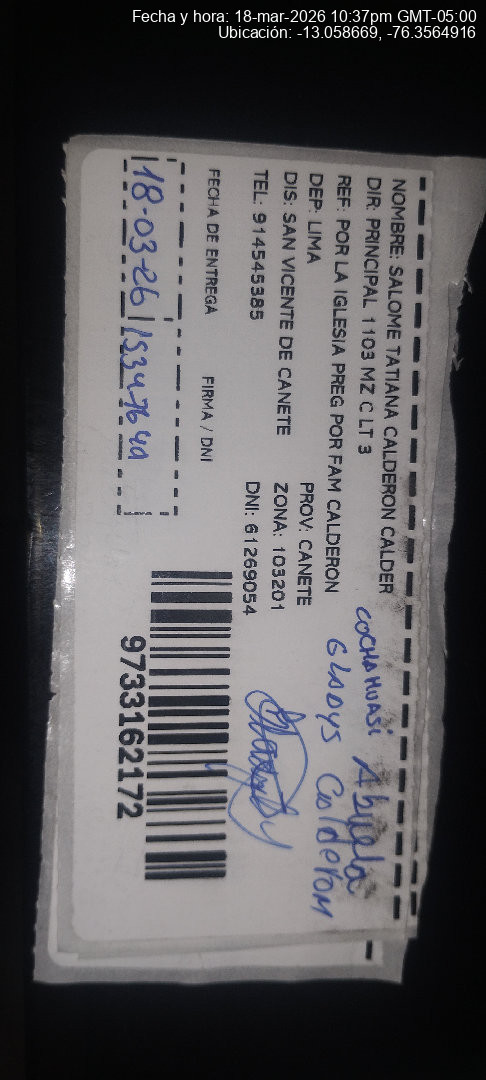 Fecha y hora: 18-mar-2026 10:37pm GMT-05:00
Ubicación: -13.058669, -76.3564916
NOMBRE: SALOME TATIANA CALDERON CALDER
DIR: PRINCIPAL 1103 MZ C LT 3
COCHAHUASI Abuela
REF: POR LA IGLESIA PREG POR FAM CALDERON
GLADYS Calderon
DEP: LIMA PROV: CANETE
DIS: SAN VICENTE DE CANETE ZONA: 103201
TEL: 914545385 DNI: 61269054
FECHA DE ENTREGA FIRMA / DNI
18-03-26 15347640
9733162172